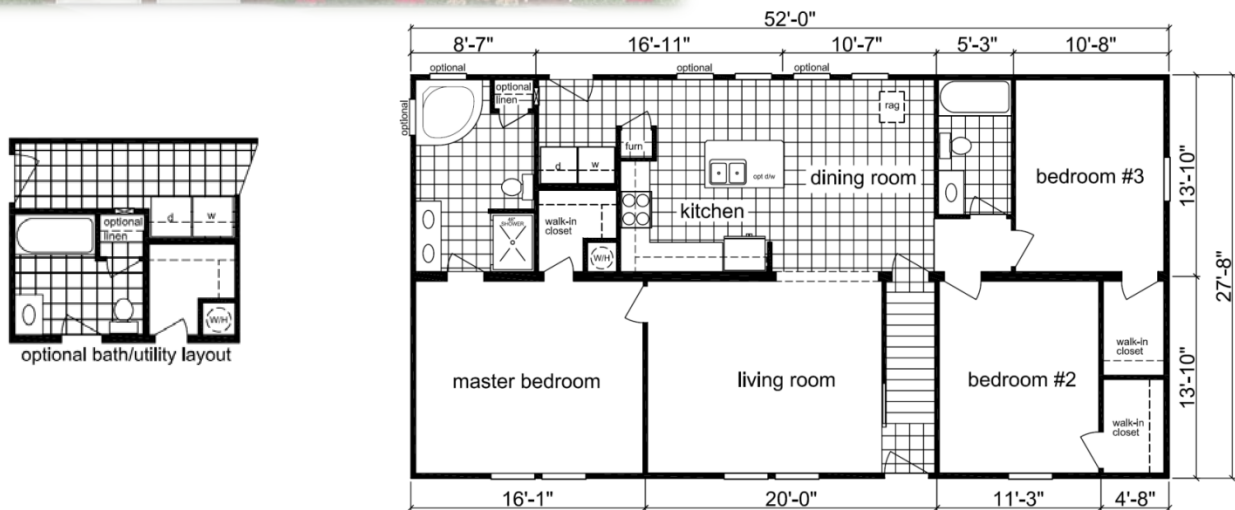 52'-0"
8'-7" 16'-11" 10'-7" 5'-3" 10'-8"
optional optional optional
optional
optional
linen
rag
furn
d w
opt d/w
dining room
bedroom #3
kitchen
48"
SHOWER
walk-in
closet
W/H
13'-10"
27'-8"
13'-10"
master bedroom
living room
bedroom #2
walk-in
closet
walk-in
closet
16'-1" 20'-0" 11'-3" 4'-8"
d w
optional
linen
W/H
optional bath/utility layout